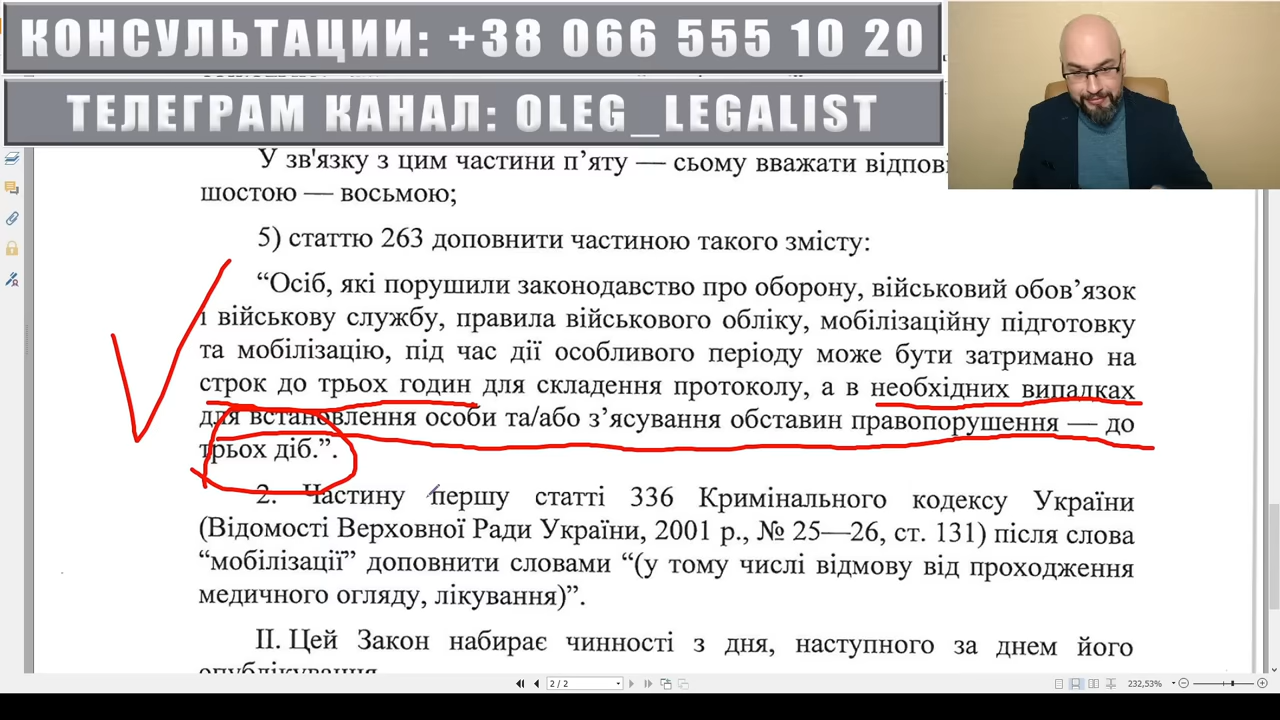 КОНСУЛЬТАЦИИ: +38 066 555 10 20
ТЕЛЕГРАМ КАНАЛ: OLEG_LEGALIST
У зв'язку з цим частини п’яту — сьому вважати
шостою — восьмою;
5) статтю 263 доповнити частиною такого змісту:
“Осіб, які порушили законодавство про оборону, військовий обов’язок
і військову службу, правила військового обліку, мобілізаційну підготовку
та мобілізацію, під час дії особливого періоду може бути затримано на
строк до трьох годин для складення протоколу, а в необхідних випадках
для встановлення особи та/або з’ясування обставин правопорушення — до
трьох діб.”.
2. Частину першу статті 336 Кримінального кодексу України
(Відомості Верховної Ради України, 2001 р., № 25—26, ст. 131) після слова
“мобілізації” доповнити словами “(у тому числі відмову від проходження
медичного огляду, лікування)”.
II. Цей Закон набирає чинності з дня, наступного за днем його
опублікування.
2 / 2
232,53%